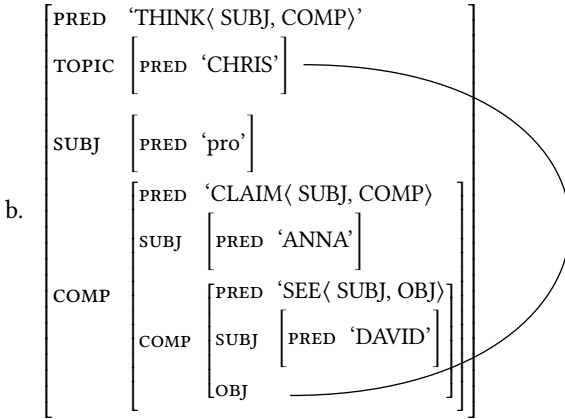 PRED ‘THINK⟨ SUBJ, COMP⟩’
TOPIC [PRED ‘CHRIS’]
SUBJ [PRED ‘pro’]
b.
PRED ‘CLAIM⟨ SUBJ, COMP⟩
SUBJ [PRED ‘ANNA’]
COMP
PRED ‘SEE⟨ SUBJ, OBJ⟩
COMP SUBJ [PRED ‘DAVID’]
OBJ